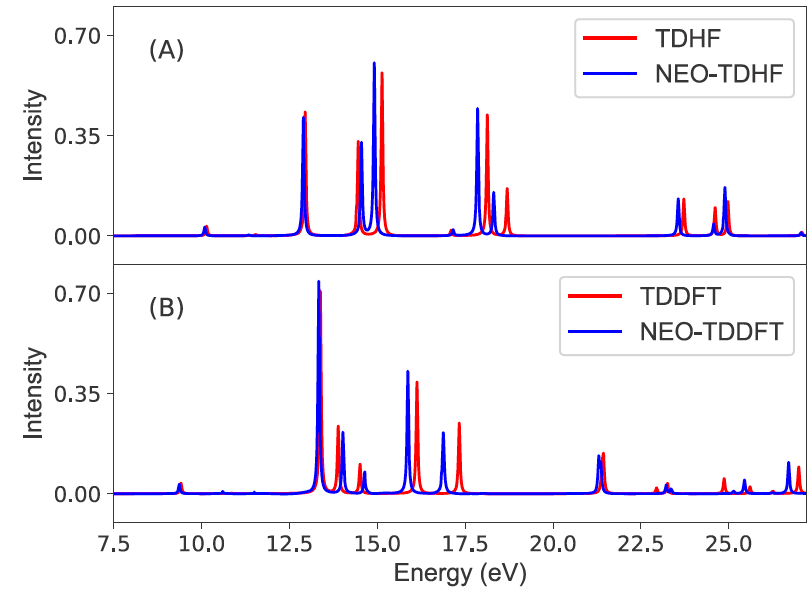 (A)
TDHF
NEO-TDHF
0.70
0.35
0.00
Intensity
(B)
TDDFT
NEO-TDDFT
0.70
0.35
0.00
Intensity
7.5 10.0 12.5 15.0 17.5 20.0 22.5 25.0
Energy (eV)